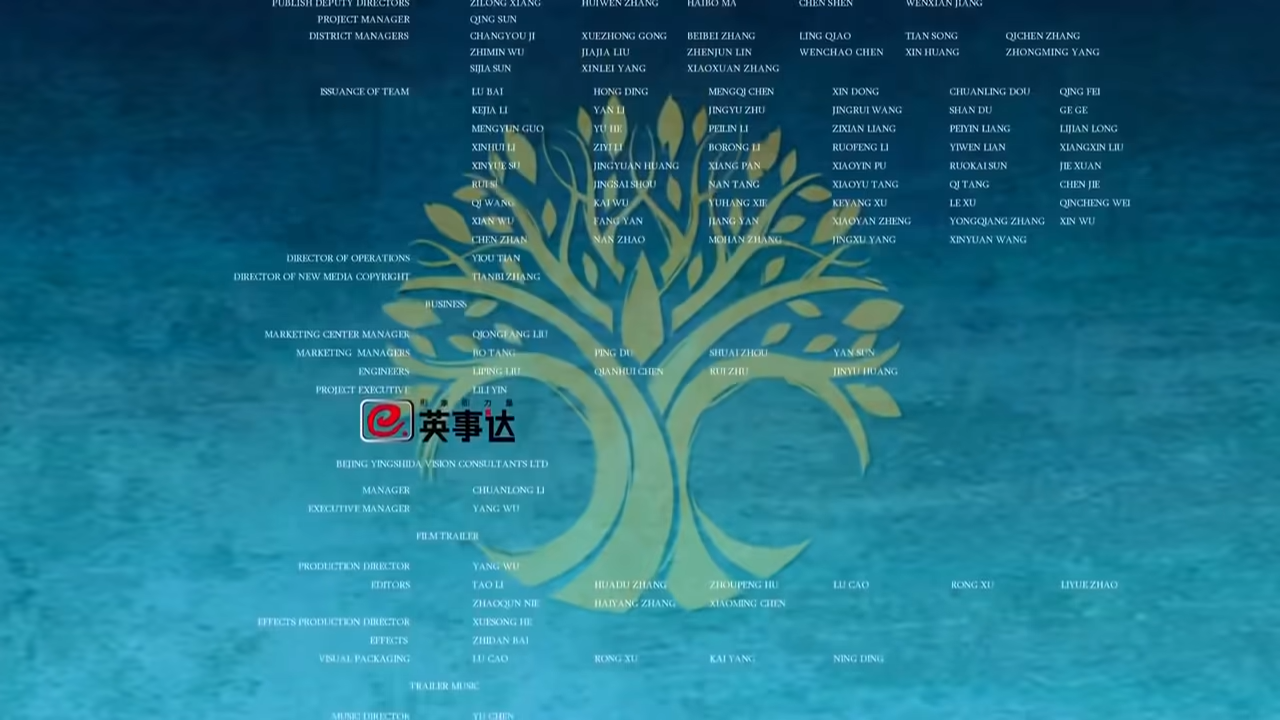 PUBLISH DEPUTY DIRECTORS ZILONG XIANG HUIWEN ZHANG HAIBO MA CHEN SHEN WENXIAN JIANG
PROJECT MANAGER QING SUN
DISTRICT MANAGERS CHANGYOU JI XUEZHONG GONG BEIBEI ZHANG LING QIAO TIAN SONG QICHEN ZHANG
ZHIMIN WU JIAJIA LIU ZHENJUN LIN WENCHAO CHEN XIN HUANG ZHONGMING YANG
SIJIA SUN XINLEI YANG XIAOXUAN ZHANG
ISSUANCE OF TEAM LU BAI HONG DING MENGQI CHEN XIN DONG CHUANLING DOU QING FEI
KEJIA LI YAN LI JINGYU ZHU JINGRUI WANG SHAN DU GE GE
MENGYUN GUO YU HE PEILIN LI ZIXIAN LIANG PEIYIN LIANG LIJIAN LONG
XINHUI LI ZIYI LI BORONG LI RUOFENG LI YIWEN LIAN XIANGXIN LIU
XINYUE SU JINGYUAN HUANG XIANG PAN XIAOYIN PU RUOKAI SUN JIE XUAN
RUI SI JINGSAI SHOU NAN TANG XIAOYU TANG QI TANG CHEN JIE
QI WANG KAI WU YUHANG XIE KEYANG XU LE XU QINCHENG WEI
XIAN WU FANG YAN JIANG YAN XIAOYAN ZHENG YONGQIANG ZHANG XIN WU
CHEN ZHAN NAN ZHAO MOHAN ZHANG JINGXU YANG XINYUAN WANG
DIRECTOR OF OPERATIONS YIOU TIAN
DIRECTOR OF NEW MEDIA COPYRIGHT TIANBI ZHANG
BUSINESS
MARKETING CENTER MANAGER QIONGFANG LIU
MARKETING MANAGERS BO TANG PING DU SHUAI ZHOU YAN SUN
ENGINEERS LIPING LIU QIANHUI CHEN RUI ZHU JINYU HUANG
PROJECT EXECUTIVE LILI YIN
e 英事达
BEIJING YINGSHIDA VISION CONSULTANTS LTD
MANAGER CHUANLONG LI
EXECUTIVE MANAGER YANG WU
FILM TRAILER
PRODUCTION DIRECTOR YANG WU
EDITORS TAO LI HUADU ZHANG ZHOUPENG HU LU CAO RONG XU LIYUE ZHAO
ZHAOQUN NIE HAIYANG ZHANG XIAOMING CHEN
EFFECTS PRODUCTION DIRECTOR XUESONG HE
EFFECTS ZHIDAN BAI
VISUAL PACKAGING LU CAO RONG XU KAI YANG NING DING
TRAILER MUSIC
MUSIC DIRECTOR YU CHEN